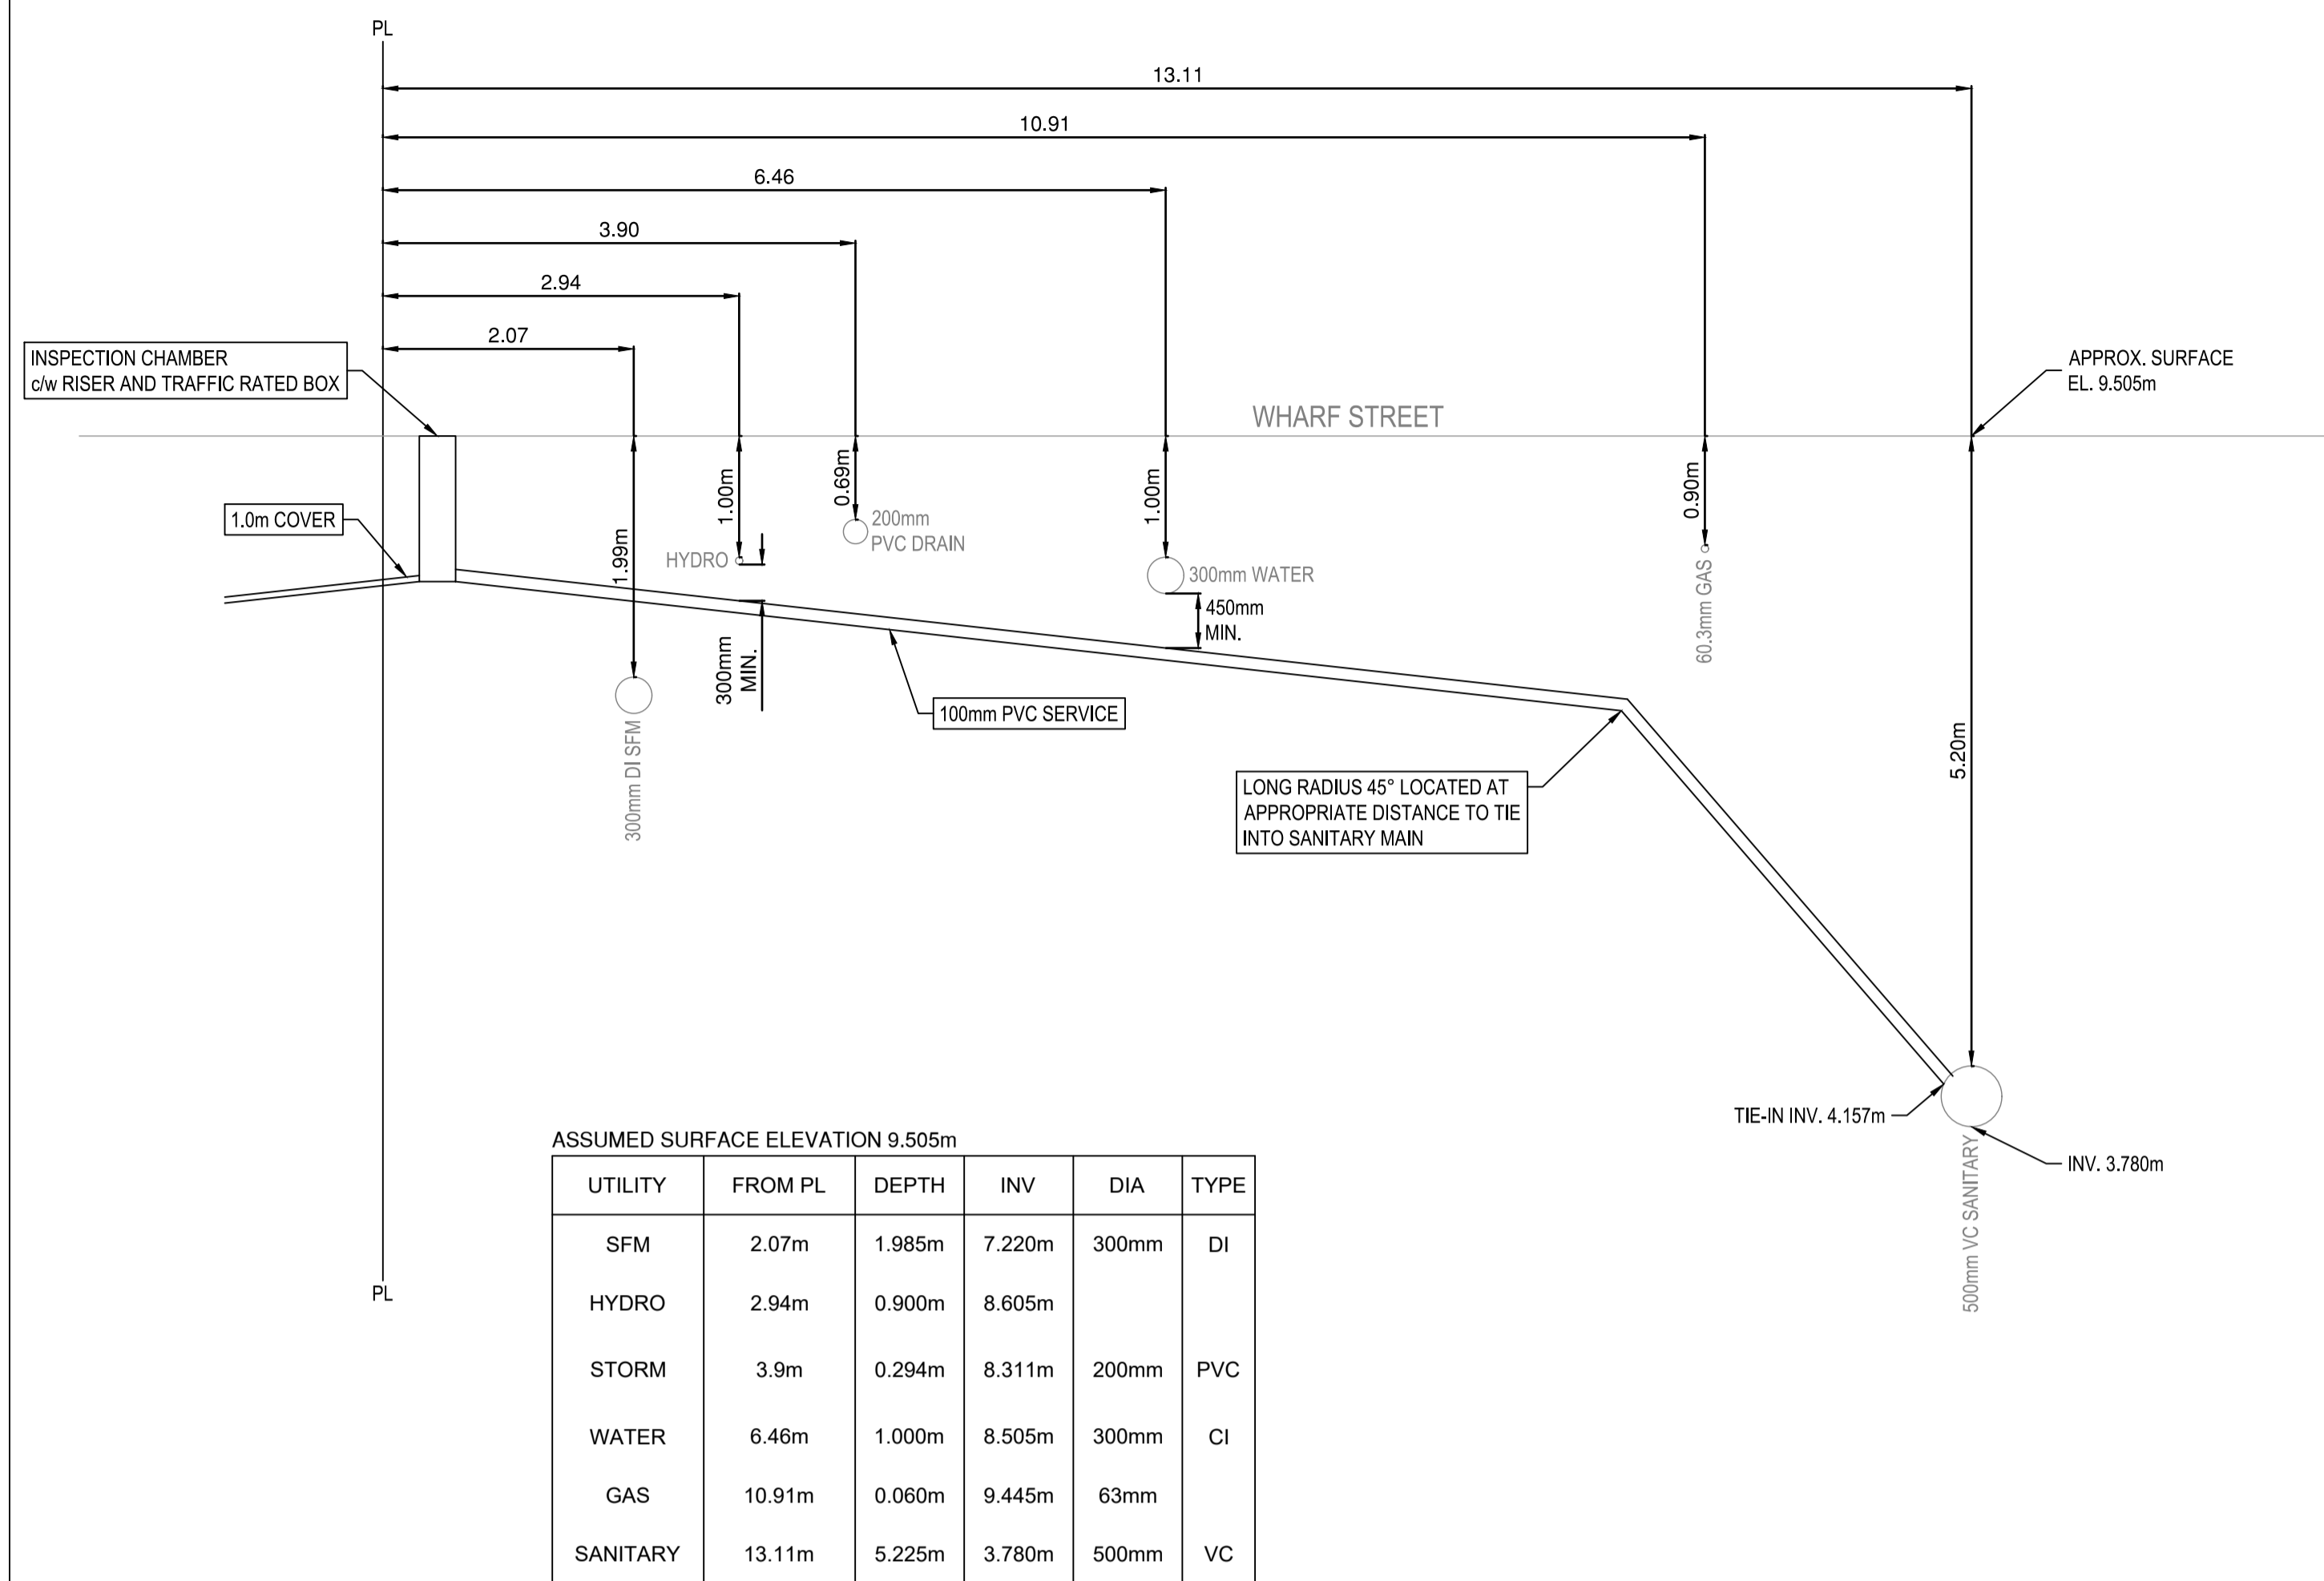 PL
13.11
10.91
6.46
3.90
2.94
2.07
INSPECTION CHAMBER
c/w RISER AND TRAFFIC RATED BOX
APPROX. SURFACE
EL. 9.505m
WHARF STREET
1.0m COVER
1.99m
1.00m
0.69m
1.00m
0.90m
5.20m
HYDRO
200mm
PVC DRAIN
300mm WATER
450mm
MIN.
60.3mm GAS
300mm
MIN.
300mm DI SFM
100mm PVC SERVICE
LONG RADIUS 45° LOCATED AT
APPROPRIATE DISTANCE TO TIE
INTO SANITARY MAIN
TIE-IN INV. 4.157m
INV. 3.780m
500mm VC SANITARY
PL
ASSUMED SURFACE ELEVATION 9.505m
UTILITY FROM PL DEPTH INV DIA TYPE
SFM 2.07m 1.985m 7.220m 300mm DI
HYDRO 2.94m 0.900m 8.605m
STORM 3.9m 0.294m 8.311m 200mm PVC
WATER 6.46m 1.000m 8.505m 300mm CI
GAS 10.91m 0.060m 9.445m 63mm
SANITARY 13.11m 5.225m 3.780m 500mm VC